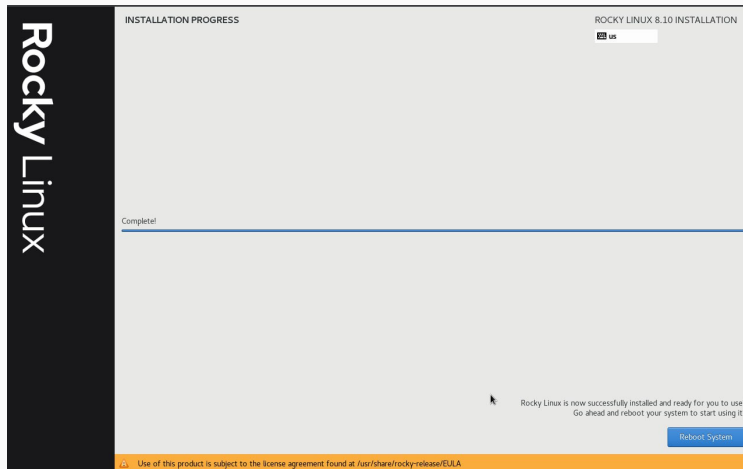 Rocky Linux
INSTALLATION PROGRESS
ROCKY LINUX 8.10 INSTALLATION
us
Complete!
Rocky Linux is now successfully installed and ready for you to use
Go ahead and reboot your system to start using it
Reboot System
Use of this product is subject to the license agreement found at /usr/share/rocky-release/EULA